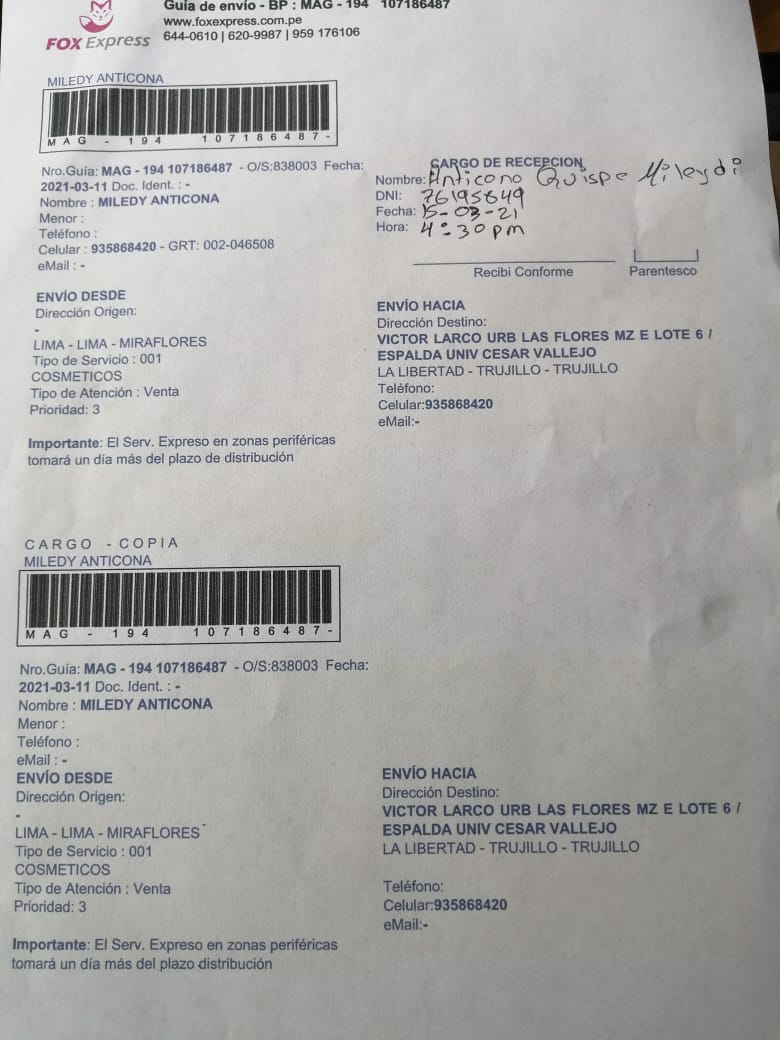 Guía de envío - BP : MAG - 194 107186487
www.foxexpress.com.pe
644-0610 | 620-9987 | 959 176106
FOX Express
MILEDY ANTICONA
MAG - 194 107186487-
Nro.Guía: MAG - 194 107186487 - O/S:838003 Fecha:
2021-03-11 Doc. Ident. : -
Nombre : MILEDY ANTICONA
Menor :
Teléfono :
Celular : 935868420 - GRT: 002-046508
eMail : -
CARGO DE RECEPCION
Nombre: Anticono Quispe Mileydi
DNI: 76195849
Fecha: 15-03-21
Hora: 4:30pm
Recibi Conforme
Parentesco
ENVÍO DESDE
Dirección Origen:
-
LIMA - LIMA - MIRAFLORES
Tipo de Servicio : 001
COSMETICOS
Tipo de Atención : Venta
Prioridad: 3
ENVÍO HACIA
Dirección Destino:
VICTOR LARCO URB LAS FLORES MZ E LOTE 6 /
ESPALDA UNIV CESAR VALLEJO
LA LIBERTAD - TRUJILLO - TRUJILLO
Teléfono:
Celular:935868420
eMail:-
Importante: El Serv. Expreso en zonas periféricas
tomará un día más del plazo de distribución
CARGO - COPIA
MILEDY ANTICONA
MAG - 194 107186487-
Nro.Guía: MAG - 194 107186487 - O/S:838003 Fecha:
2021-03-11 Doc. Ident. : -
Nombre : MILEDY ANTICONA
Menor :
Teléfono :
eMail : -
ENVÍO DESDE
Dirección Origen:
-
LIMA - LIMA - MIRAFLORES
Tipo de Servicio : 001
COSMETICOS
Tipo de Atención : Venta
Prioridad: 3
ENVÍO HACIA
Dirección Destino:
VICTOR LARCO URB LAS FLORES MZ E LOTE 6 /
ESPALDA UNIV CESAR VALLEJO
LA LIBERTAD - TRUJILLO - TRUJILLO
Teléfono:
Celular:935868420
eMail:-
Importante: El Serv. Expreso en zonas periféricas
tomará un día más del plazo distribución